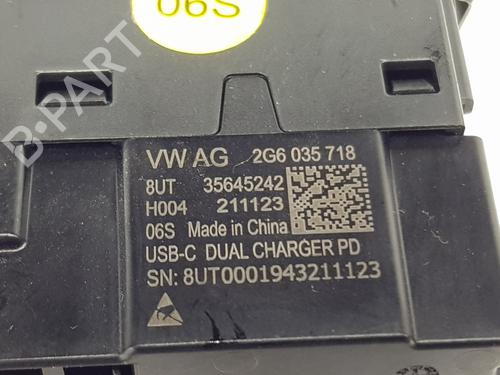 06S
B-PARTS
VW AG 2G6 035 718
8UT 35645242
H004 211123
06S Made in China
USB-C DUAL CHARGER PD
SN: 8UT0001943211123